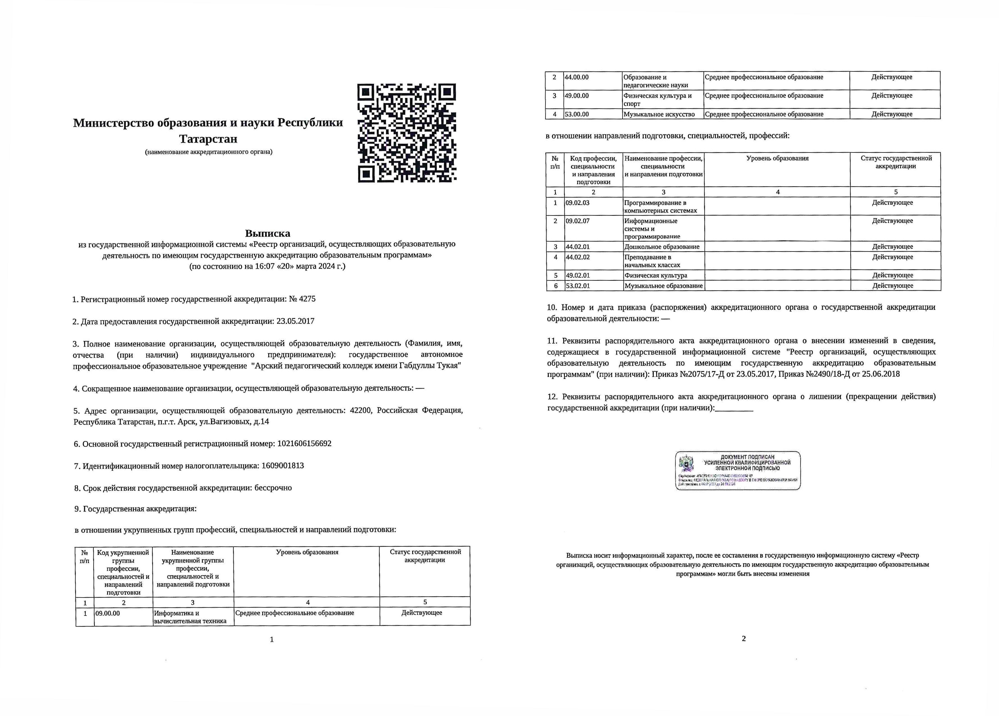 Министерство образования и науки Республики
Татарстан
(наименование аккредитационного органа)
Выписка
из государственной информационной системы «Реестр организаций, осуществляющих образовательную
деятельность по имеющим государственную аккредитацию образовательным программам»
(по состоянию на 16:07 «20» марта 2024 г.)
1. Регистрационный номер государственной аккредитации: № 4275
2. Дата предоставления государственной аккредитации: 23.05.2017
3. Полное наименование организации, осуществляющей образовательную деятельность (Фамилия, имя,
отчества (при наличии) индивидуального предпринимателя): государственное автономное
профессиональное образовательное учреждение "Арский педагогический колледж имени Габдуллы Тукая"
4. Сокращенное наименование организации, осуществляющей образовательную деятельность: —
5. Адрес организации, осуществляющей образовательную деятельность: 42200, Российская Федерация,
Республика Татарстан, п.г.т. Арск, ул.Вагизовых, д.14
6. Основной государственный регистрационный номер: 1021606156692
7. Идентификационный номер налогоплательщика: 1609001813
8. Срок действия государственной аккредитации: бессрочно
9. Государственная аккредитация:
в отношении укрупненных групп профессий, специальностей и направлений подготовки:
№ Код укрупненной Наименование Уровень образования Статус государственной
п/п группы укрупненной группы аккредитации
профессии, профессии,
специальностей и специальностей и
направлений направлений подготовки
подготовки
1 2 3 4 5
1 09.00.00 Информатика и Среднее профессиональное образование Действующее
вычислительная техника
1
2 44.00.00 Образование и Среднее профессиональное образование Действующее
педагогические науки
3 49.00.00 Физическая культура и Среднее профессиональное образование Действующее
спорт
4 53.00.00 Музыкальное искусство Среднее профессиональное образование Действующее
в отношении направлений подготовки, специальностей, профессий:
№ Код профессии, Наименование профессии, Уровень образования Статус государственной
п/п специальности специальности аккредитации
и направления и направления подготовки
подготовки
1 2 3 4 5
1 09.02.03 Программирование в Действующее
компьютерных системах
2 09.02.07 Информационные Действующее
системы и
программирование
3 44.02.01 Дошкольное образование Действующее
4 44.02.02 Преподавание в Действующее
начальных классах
5 49.02.01 Физическая культура Действующее
6 53.02.01 Музыкальное образование Действующее
10. Номер и дата приказа (распоряжения) аккредитационного органа о государственной аккредитации
образовательной деятельности: —
11. Реквизиты распорядительного акта аккредитационного органа о внесении изменений в сведения,
содержащиеся в государственной информационной системе "Реестр организаций, осуществляющих
образовательную деятельность по имеющим государственную аккредитацию образовательным
программам" (при наличии): Приказ №2075/17-Д от 23.05.2017, Приказ №2490/18-Д от 25.06.2018
12. Реквизиты распорядительного акта аккредитационного органа о лишении (прекращении действия)
государственной аккредитации (при наличии):_________
ДОКУМЕНТ ПОДПИСАН
УСИЛЕННОЙ КВАЛИФИЦИРОВАННОЙ
ЭЛЕКТРОННОЙ ПОДПИСЬЮ
ФЕДЕРАЛЬНАЯ СЛУЖБА ПО НАДЗОРУ В СФЕРЕ ОБРАЗОВАНИЯ И НАУКИ
Выписка носит информационный характер, после ее составления в государственную информационную систему «Реестр
организаций, осуществляющих образовательную деятельность по имеющим государственную аккредитацию образовательным
программам» могли быть внесены изменения
2